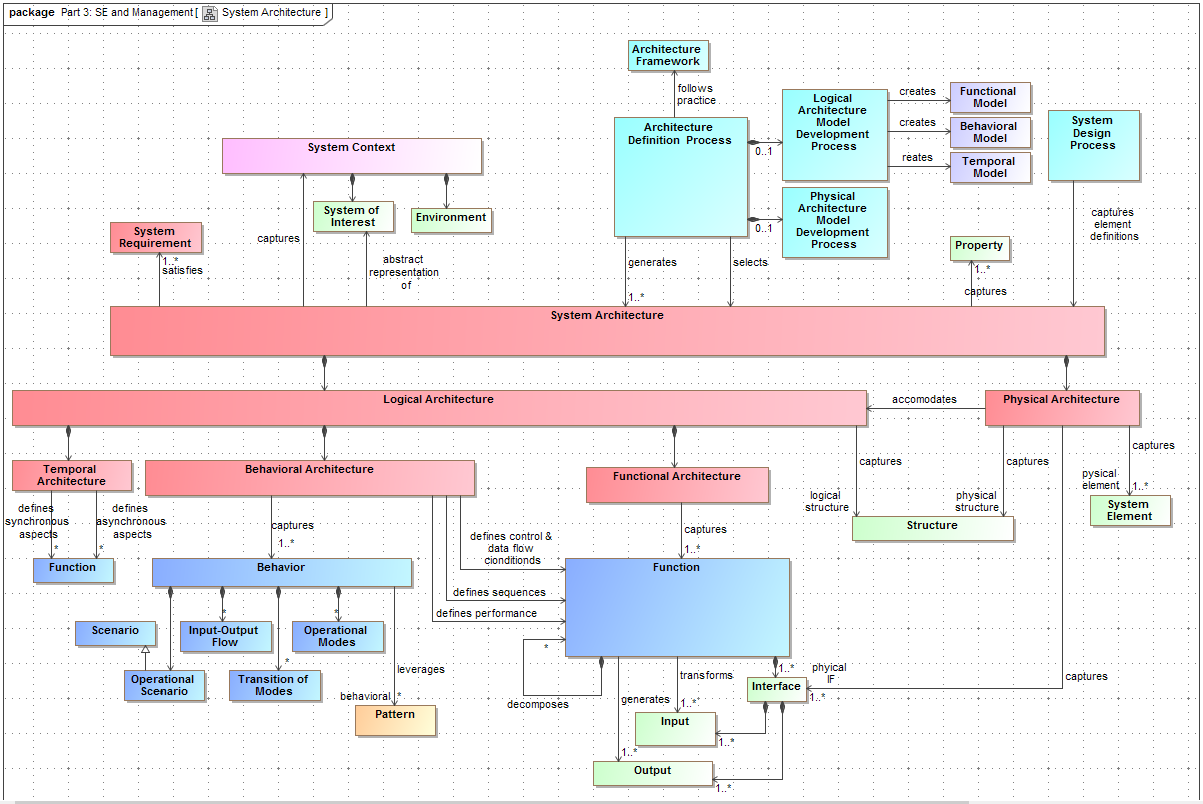 package Part 3: SE and Management [ System Architecture ]
Architecture
Framework
follows
practice
Architecture
Definition Process
0..1
0..1
Logical
Architecture
Model
Development
Process
Physical
Architecture
Model
Development
Process
creates
creates
reates
Functional
Model
Behavioral
Model
Temporal
Model
System
Design
Process
captures
element
definitions
System Context
System of
Interest
Environment
System
Requirement
1..*
satisfies
captures
abstract
representation
of
generates
1..*
selects
Property
1..*
captures
System Architecture
Logical Architecture
accomodates
Physical Architecture
Temporal
Architecture
Behavioral Architecture
Functional Architecture
captures
logical
structure
captures
physical
structure
captures
pysical
element
1..*
System
Element
Structure
defines
synchronous
aspects
*
defines
asynchronous
aspects
*
Function
captures
1..*
Behavior
defines control &
data flow
cionditionds
defines sequences
defines performance
captures
1..*
Function
*
decomposes
Scenario
Operational
Scenario
*
Input-Output
Flow
*
Transition of
Modes
*
Operational
Modes
leverages
behavioral
*
Pattern
generates
1..*
transforms
1..*
1..*
Interface
phyical
IF
1..*
captures
Input
1..*
Output
1..*